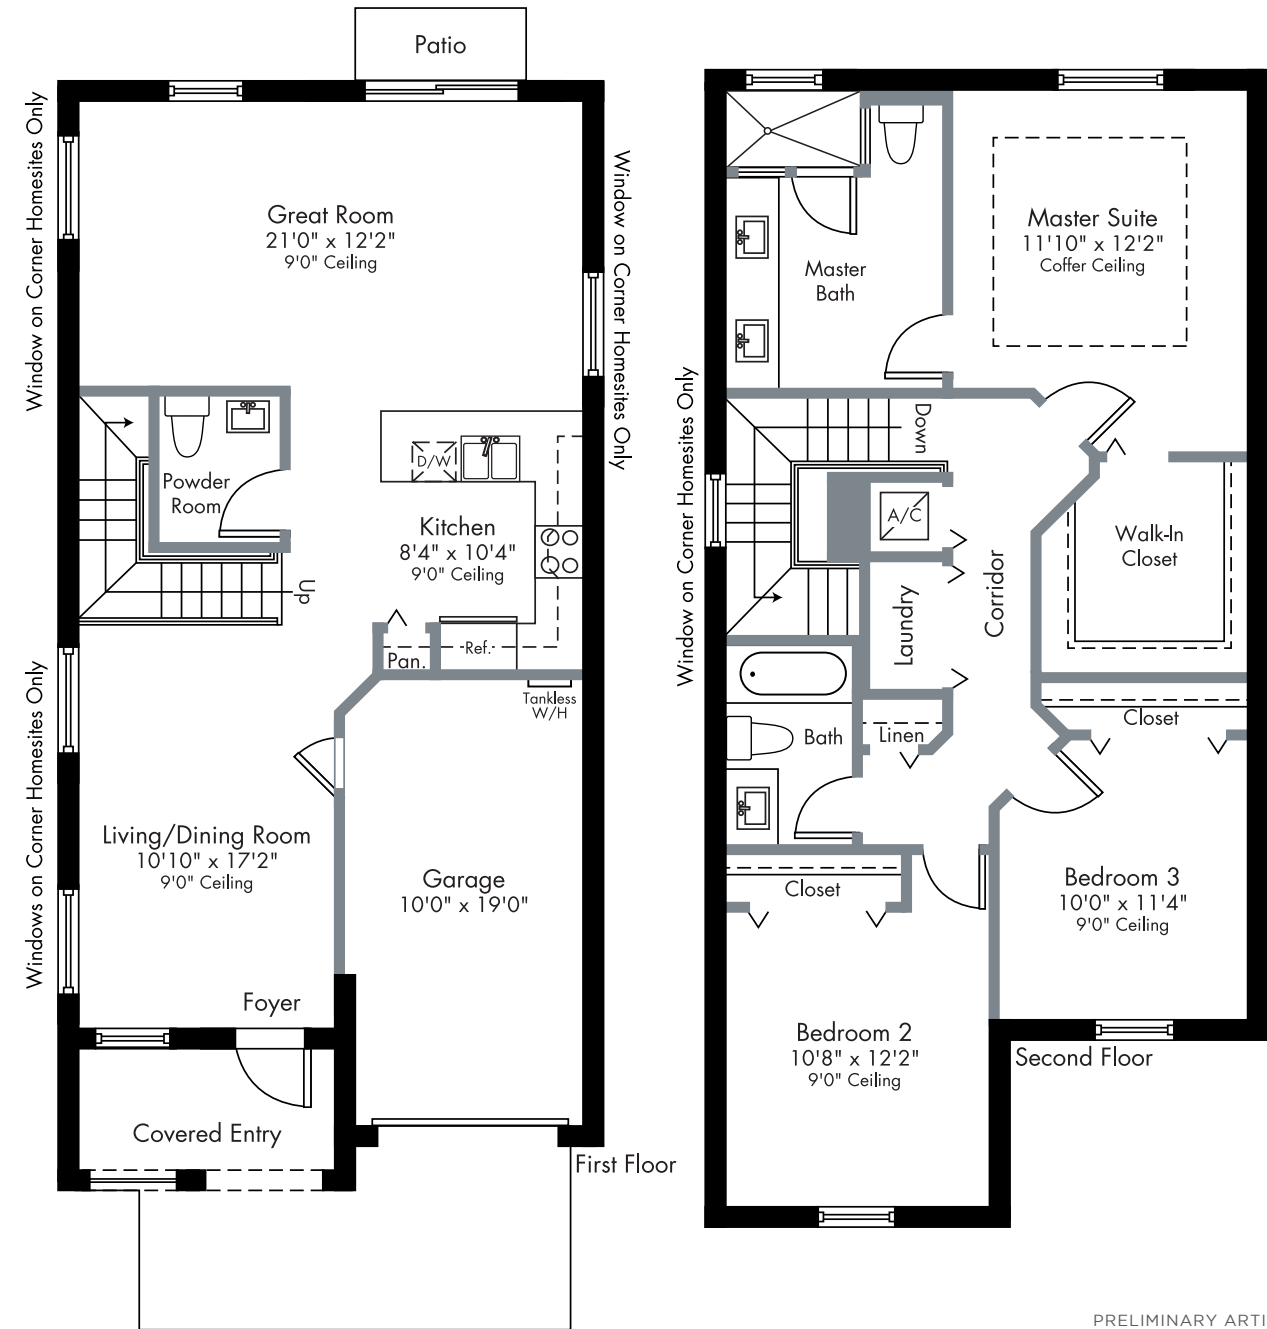 Patio
Window on Corner Homesites Only
Great Room
21'0" x 12'2"
9'0" Ceiling
Window on Corner Homesites Only
Powder
Room
D/W
Kitchen
8'4" x 10'4"
9'0" Ceiling
Up
Pan.
-Ref.-
Tankless
W/H
Windows on Corner Homesites Only
Living/Dining Room
10'10" x 17'2"
9'0" Ceiling
Garage
10'0" x 19'0"
Foyer
Covered Entry
First Floor
Master Suite
11'10" x 12'2"
Coffer Ceiling
Master
Bath
Window on Corner Homesites Only
Down
A/C
Walk-In
Closet
Corridor
Laundry
Closet
Bath
Linen
Closet
Bedroom 3
10'0" x 11'4"
9'0" Ceiling
Bedroom 2
10'8" x 12'2"
9'0" Ceiling
Second Floor
PRELIMINARY ARTI